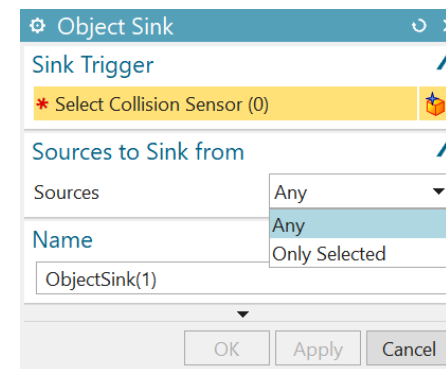 Object Sink
Sink Trigger
* Select Collision Sensor (0)
Sources to Sink from
Sources Any
Any
Only Selected
Name
ObjectSink(1)
OK Apply Cancel